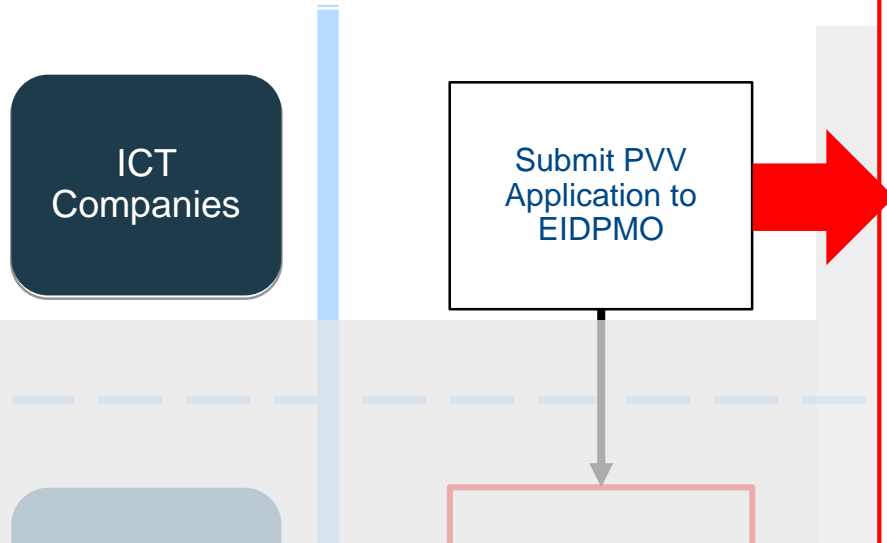 ICT
Companies
Submit PVV
Application to
EIDPMO